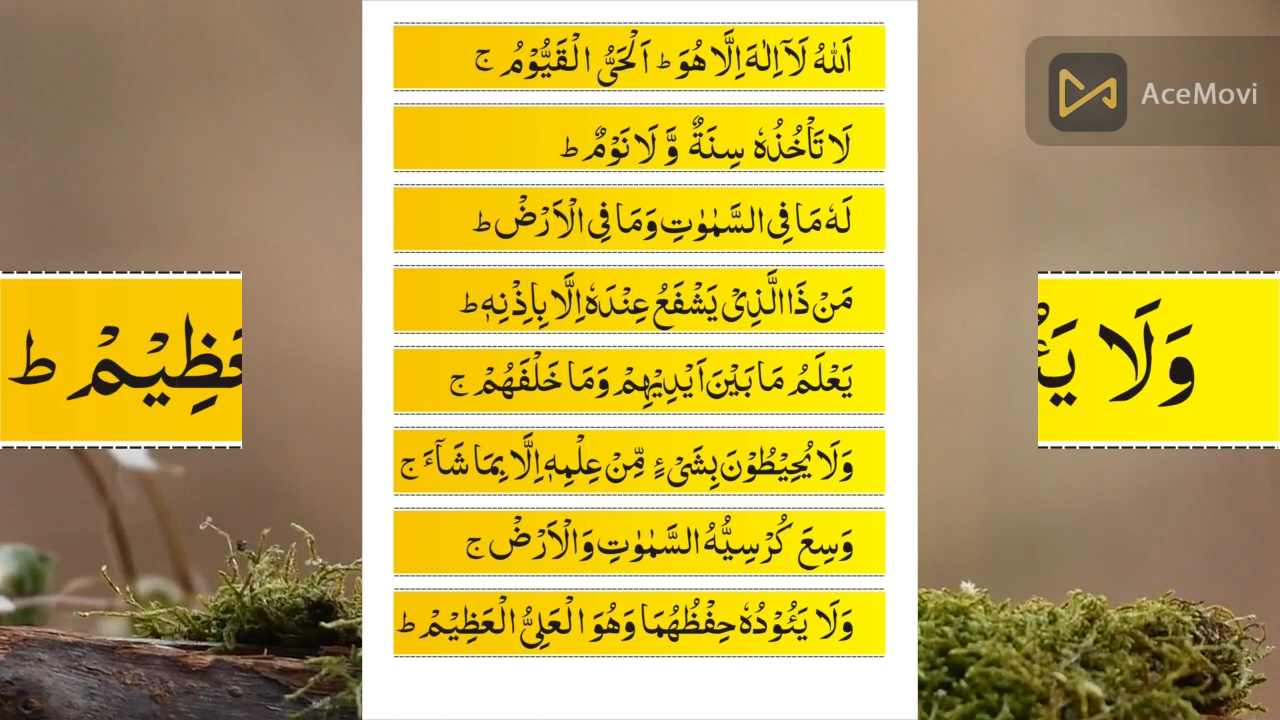 اَللّٰهُ لَاۤ اِلٰهَ اِلَّا هُوَ ۚ ط اَلْحَیُّ الْقَیُّوْمُ ج
لَا تَاْخُذُهٗ سِنَةٌ وَّ لَا نَوْمٌ ط
لَهٗ مَا فِی السَّمٰوٰتِ وَمَا فِی الْاَرْضِ ط
مَنْ ذَا الَّذِیْ یَشْفَعُ عِنْدَهٗ اِلَّا بِاِذْنِهٖ ط
یَعْلَمُ مَا بَیْنَ اَیْدِیْهِمْ وَمَا خَلْفَهُمْ ج
وَلَا یُحِیْطُوْنَ بِشَیْءٍ مِّنْ عِلْمِهٖ اِلَّا بِمَا شَآءَ ج
وَسِعَ كُرْسِیُّهُ السَّمٰوٰتِ وَالْاَرْضَ ج
وَلَا یَئُوْدُهٗ حِفْظُهُمَا وَهُوَ الْعَلِیُّ الْعَظِیْمْ ط
وَلَا یَئُ
عَظِیْمْ ط
AceMovi